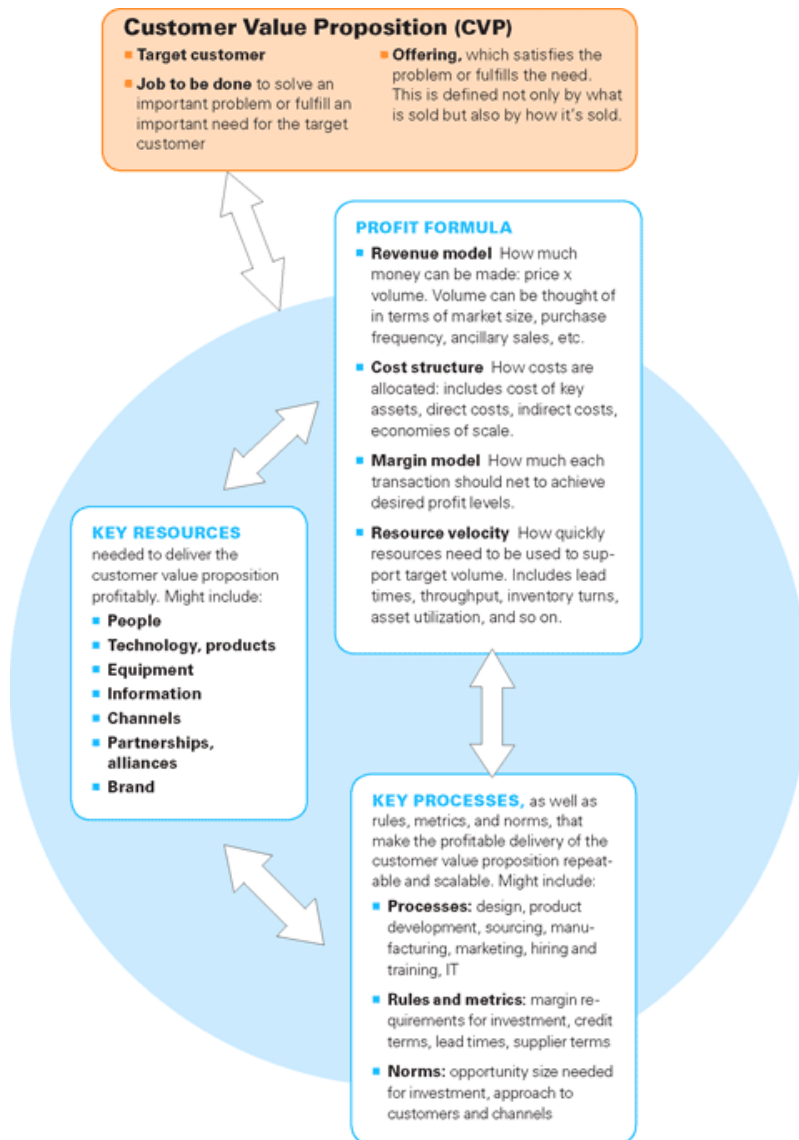 Customer Value Proposition (CVP)
Target customer
Job to be done to solve an
important problem or fulfill an
important need for the target
customer
Offering, which satisfies the
problem or fulfills the need.
This is defined not only by what
is sold but also by how it's sold.
PROFIT FORMULA
Revenue model How much
money can be made: price x
volume. Volume can be thought of
in terms of market size, purchase
frequency, ancillary sales, etc.
Cost structure How costs are
allocated: includes cost of key
assets, direct costs, indirect costs,
economies of scale.
Margin model How much each
transaction should net to achieve
desired profit levels.
Resource velocity How quickly
resources need to be used to sup-
port target volume. Includes lead
times, throughput, inventory turns,
asset utilization, and so on.
KEY RESOURCES
needed to deliver the
customer value proposition
profitably. Might include:
People
Technology, products
Equipment
Information
Channels
Partnerships,
alliances
Brand
KEY PROCESSES, as well as
rules, metrics, and norms, that
make the profitable delivery of the
customer value proposition repeat-
able and scalable. Might include:
Processes: design, product
development, sourcing, manu-
facturing, marketing, hiring and
training, IT
Rules and metrics: margin re-
quirements for investment, credit
terms, lead times, supplier terms
Norms: opportunity size needed
for investment, approach to
customers and channels